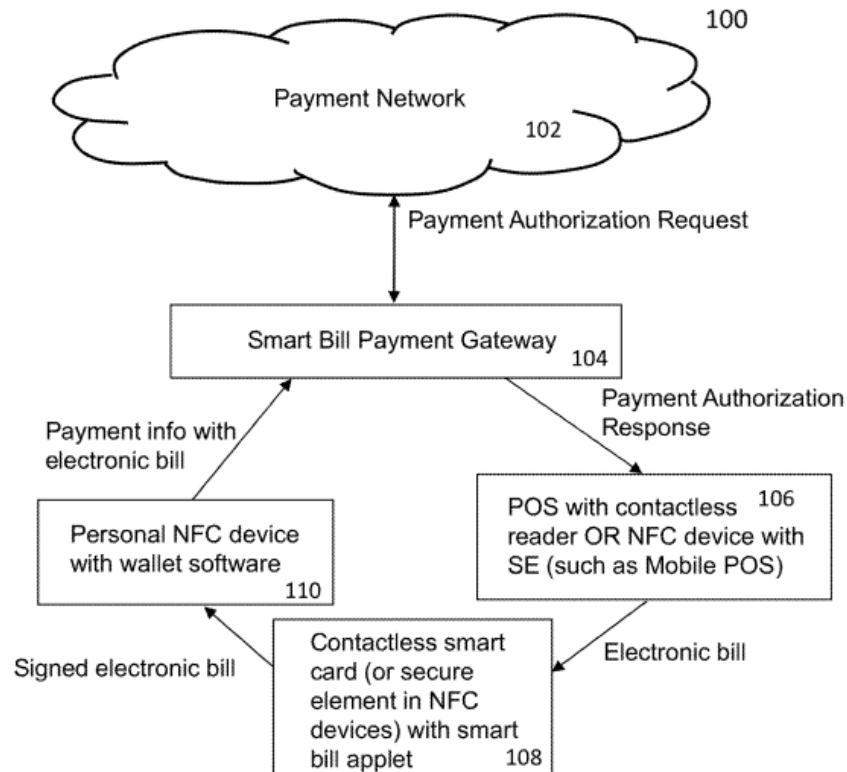 100
Payment Network
102
Payment Authorization Request
Smart Bill Payment Gateway
104
Payment Authorization
Response
Payment info with
electronic bill
POS with contactless 106
reader OR NFC device with
SE (such as Mobile POS)
Personal NFC device
with wallet software
110
Electronic bill
Signed electronic bill
Contactless smart
card (or secure
element in NFC
devices) with smart
bill applet
108